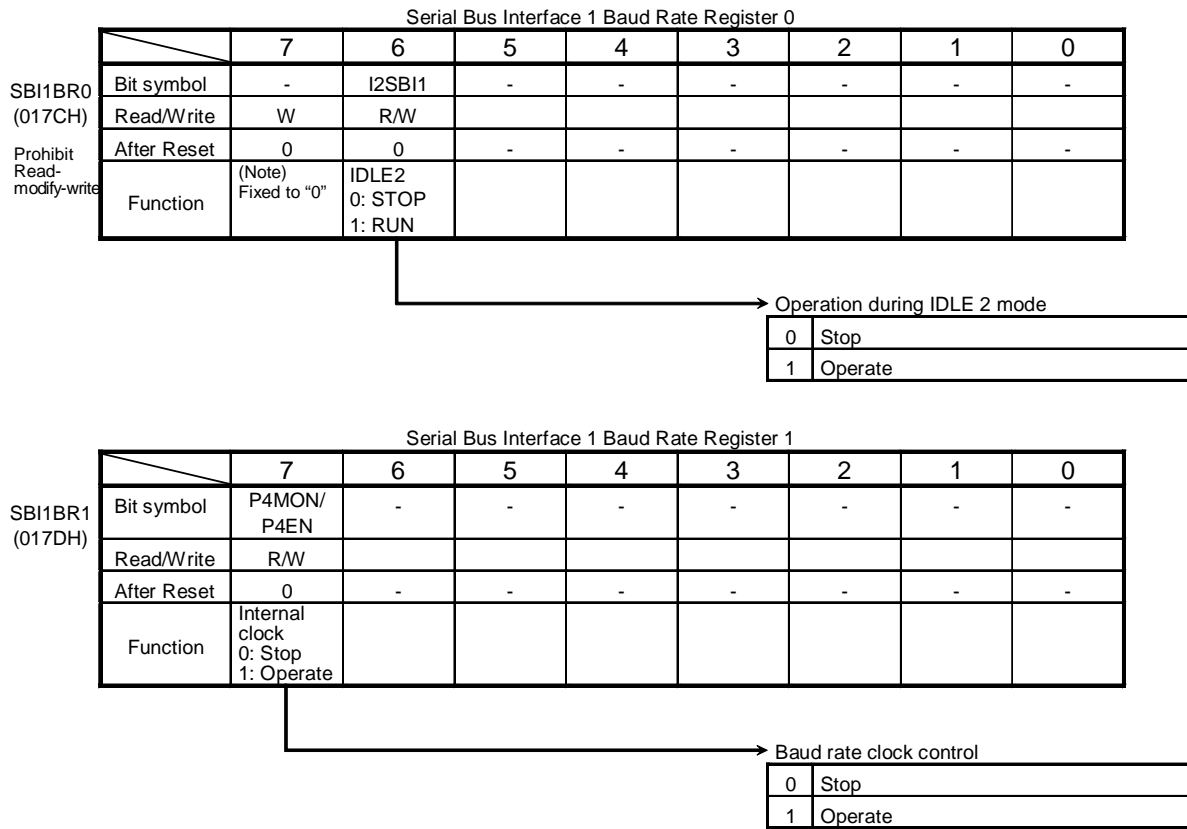 Serial Bus Interface 1 Baud Rate Register 0
7 6 5 4 3 2 1 0
SBI1BR0
(017CH)
Prohibit
Read-
modify-write
Bit symbol - I2SBI1 - - - - - -
Read/Write W R/W
After Reset 0 0 - - - - - -
Function
(Note)
Fixed to “0”
IDLE2
0: STOP
1: RUN
Operation during IDLE 2 mode
0 Stop
1 Operate
Serial Bus Interface 1 Baud Rate Register 1
7 6 5 4 3 2 1 0
SBI1BR1
(017DH)
Bit symbol
P4MON/
P4EN
- - - - - - -
Read/Write R/W
After Reset 0 - - - - - - -
Function
Internal
clock
0: Stop
1: Operate
Baud rate clock control
0 Stop
1 Operate